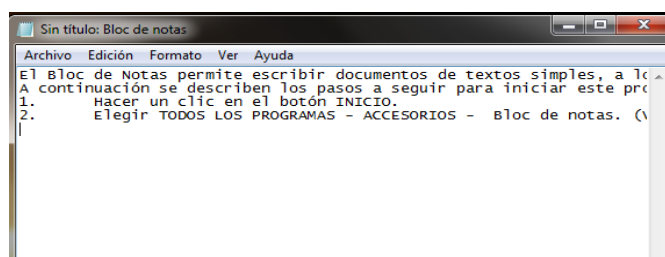 Sin título: Bloc de notas
Archivo Edición Formato Ver Ayuda
El Bloc de Notas permite escribir documentos de textos simples, a
A continuación se describen los pasos a seguir para iniciar este
1. Hacer un clic en el botón INICIO.
2. Elegir TODOS LOS PROGRAMAS - ACCESORIOS - Bloc de notas.